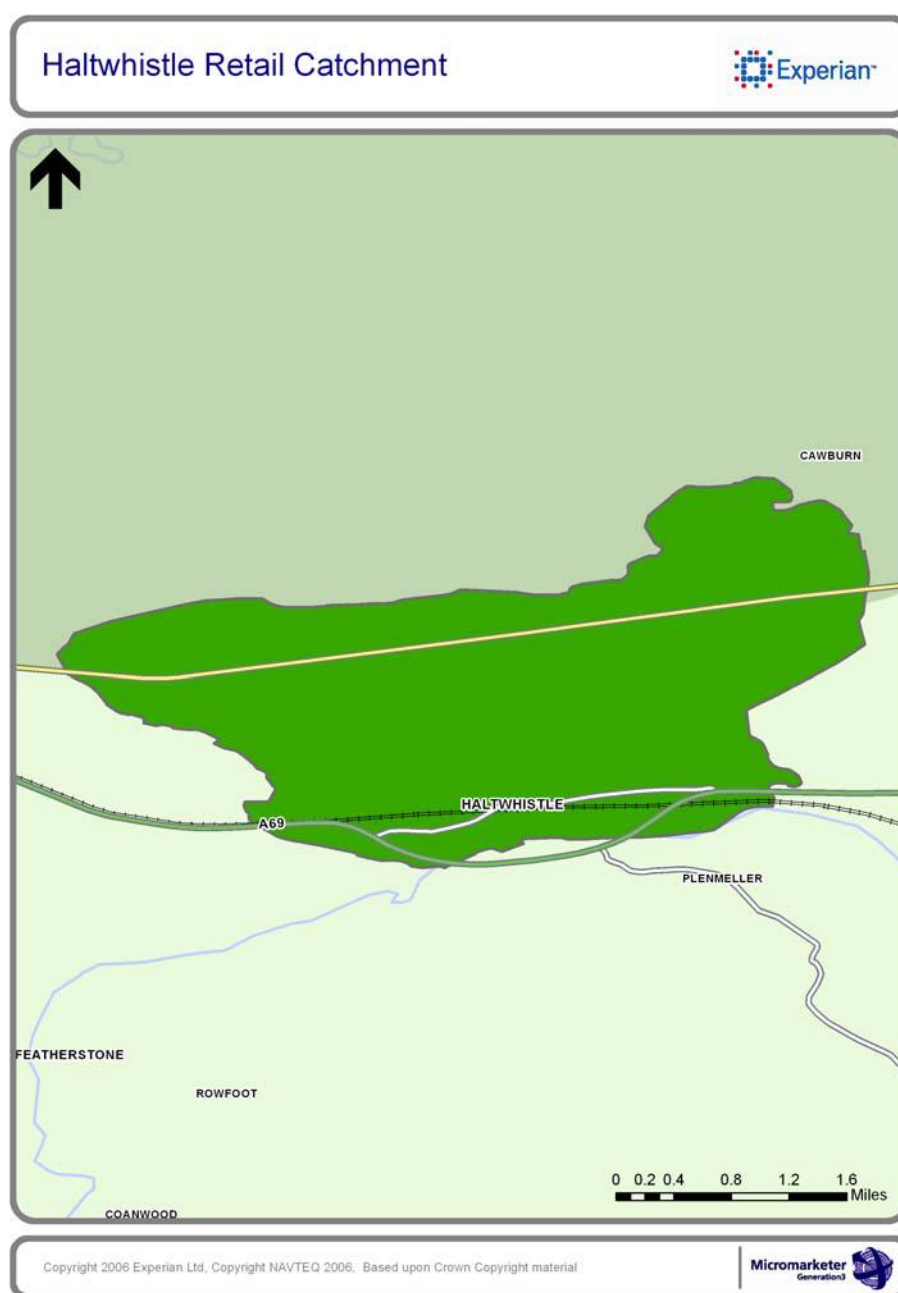 Haltwhistle Retail Catchment
Experian™
CAWBURN
HALTWHISTLE
A69
PLENMELLER
FEATHERSTONE
ROWFOOT
0 0.2 0.4 0.8 1.2 1.6
Miles
COANWOOD
Copyright 2006 Experian Ltd, Copyright NAVTEQ 2006, Based upon Crown Copyright material
Micromarketer
Generation3